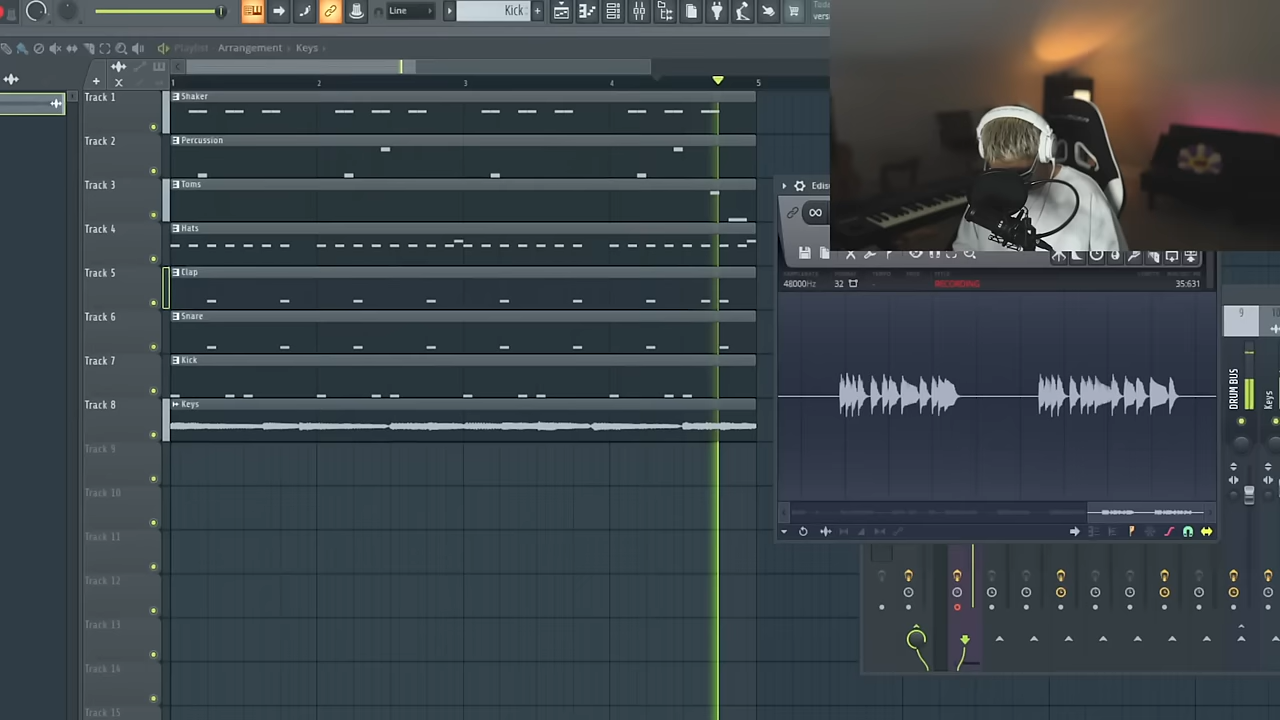 Line
Kick
Playlist Arrangement Keys
1 2 3 4 5
Track 1 Shaker
Track 2 Percussion
Track 3 Toms
Track 4 Hats
Track 5 Clap
Track 6 Snare
Track 7 Kick
Track 8 Keys
Track 9
Track 10
Track 11
Track 12
Track 13
Track 14
Track 15
48000Hz 32 RECORDING 35:631
9
DRUM BUS
Keys